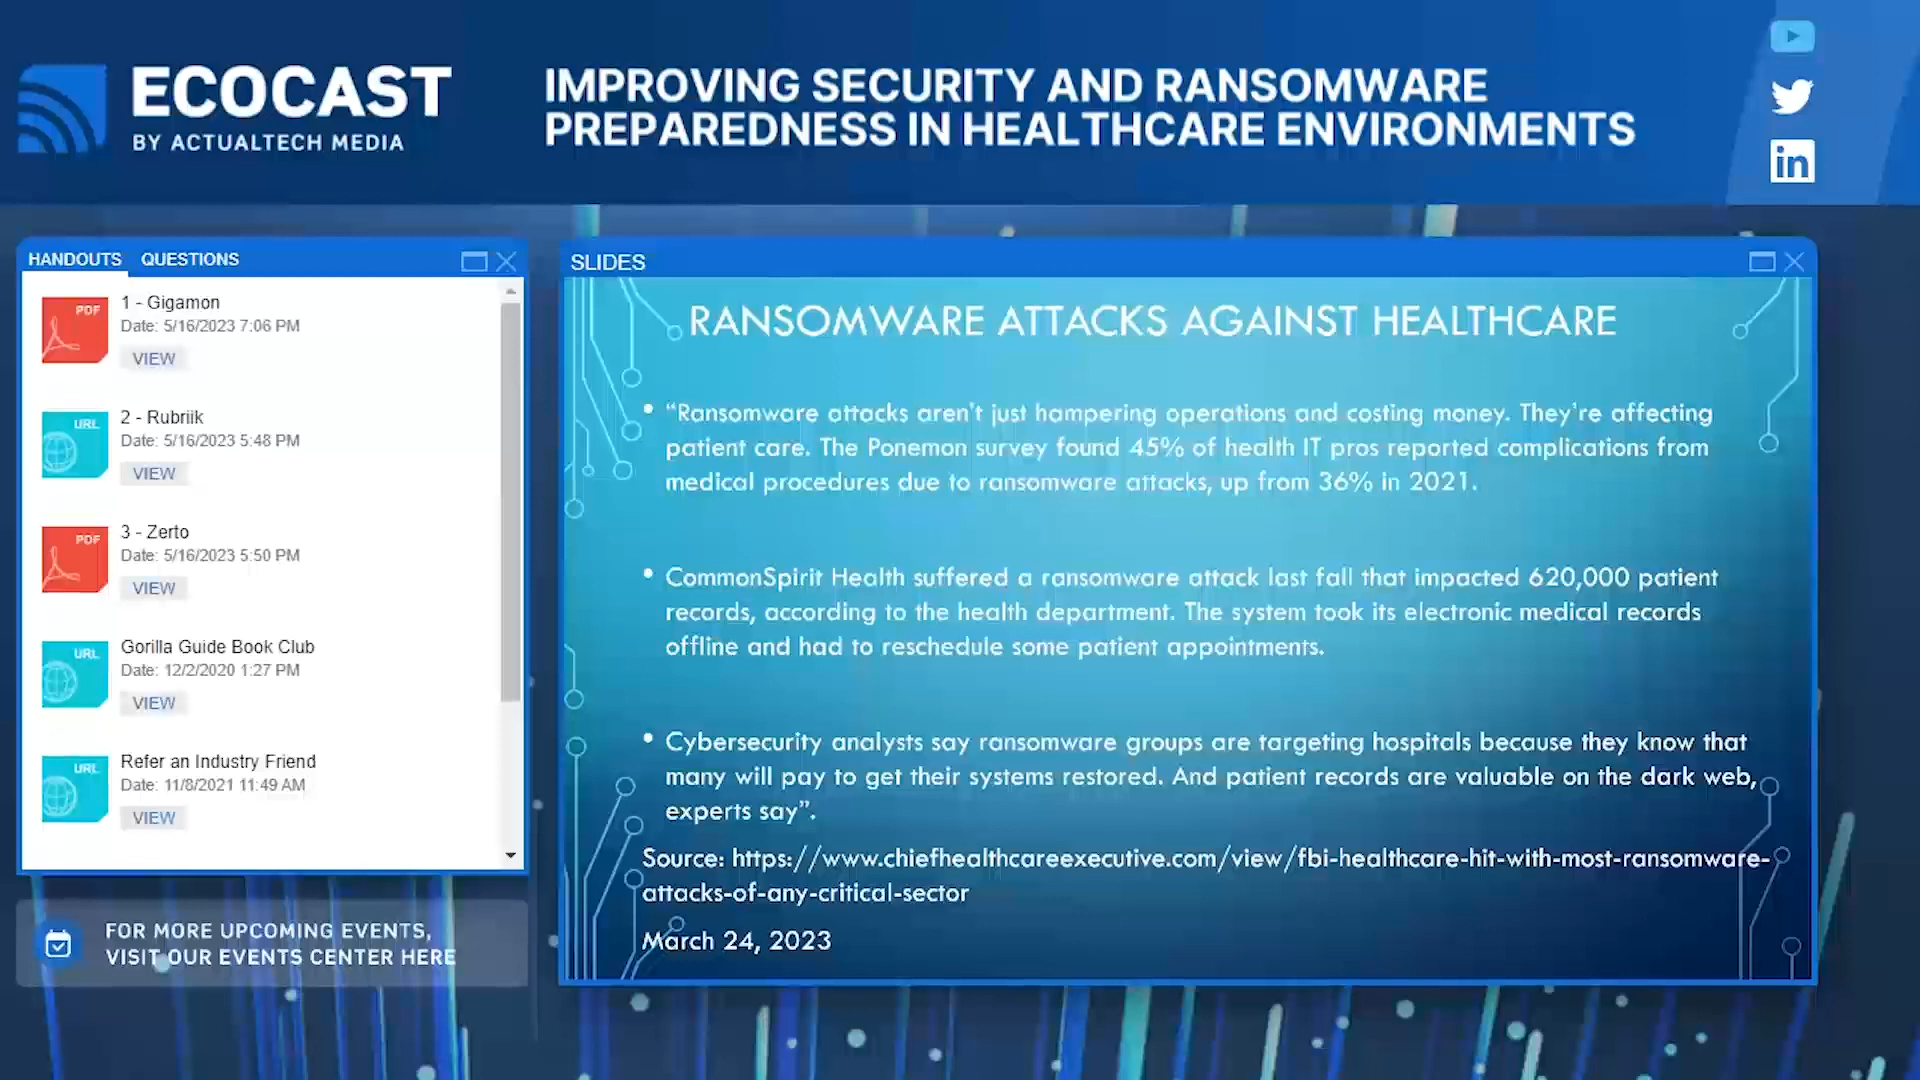 ECOCAST
BY ACTUALTECH MEDIA
IMPROVING SECURITY AND RANSOMWARE
PREPAREDNESS IN HEALTHCARE ENVIRONMENTS
in
HANDOUTS QUESTIONS
PDF
1 - Gigamon
Date: 5/16/2023 7:06 PM
VIEW
URL
2 - Rubriik
Date: 5/16/2023 5:48 PM
VIEW
PDF
3 - Zerto
Date: 5/16/2023 5:50 PM
VIEW
URL
Gorilla Guide Book Club
Date: 12/2/2020 1:27 PM
VIEW
URL
Refer an Industry Friend
Date: 11/8/2021 11:49 AM
VIEW
FOR MORE UPCOMING EVENTS,
VISIT OUR EVENTS CENTER HERE
SLIDES
RANSOMWARE ATTACKS AGAINST HEALTHCARE
• “Ransomware attacks aren't just hampering operations and costing money. They're affecting
patient care. The Ponemon survey found 45% of health IT pros reported complications from
medical procedures due to ransomware attacks, up from 36% in 2021.
• CommonSpirit Health suffered a ransomware attack last fall that impacted 620,000 patient
records, according to the health department. The system took its electronic medical records
offline and had to reschedule some patient appointments.
• Cybersecurity analysts say ransomware groups are targeting hospitals because they know that
many will pay to get their systems restored. And patient records are valuable on the dark web,
experts say”.
Source: https://www.chiefhealthcareexecutive.com/view/fbi-healthcare-hit-with-most-ransomware-
attacks-of-any-critical-sector
March 24, 2023